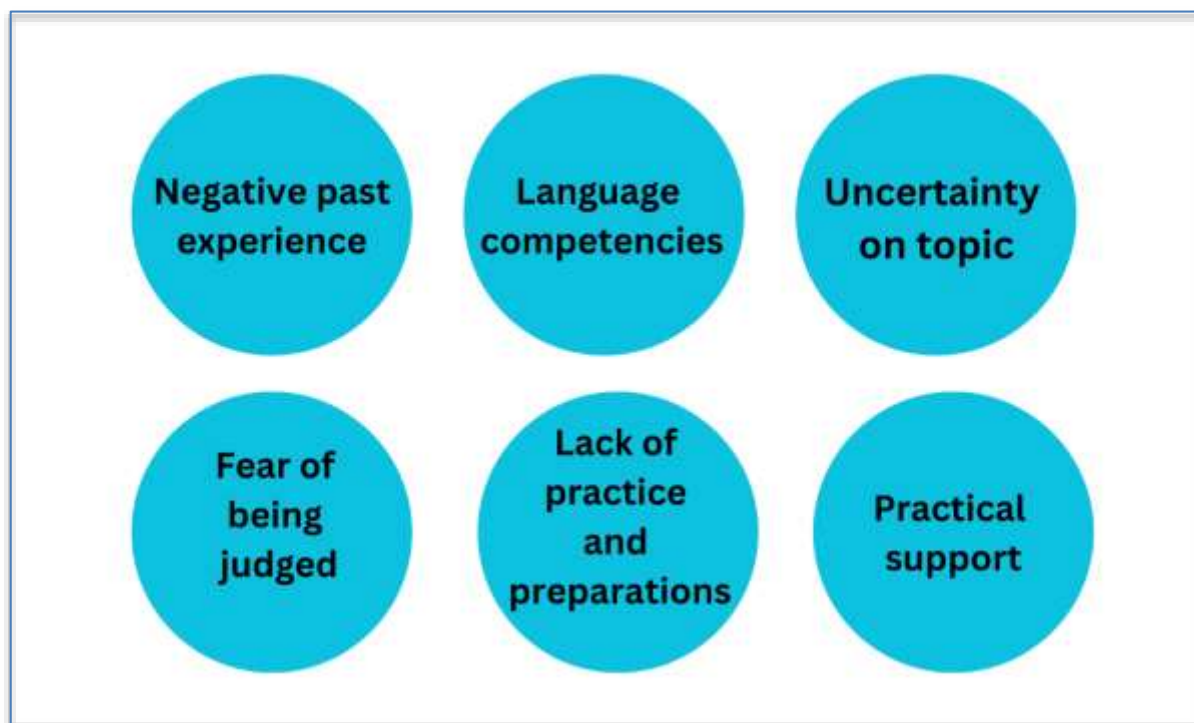 Negative past
experience
Language
competencies
Uncertainty
on topic
Fear of
being
judged
Lack of
practice
and
preparations
Practical
support